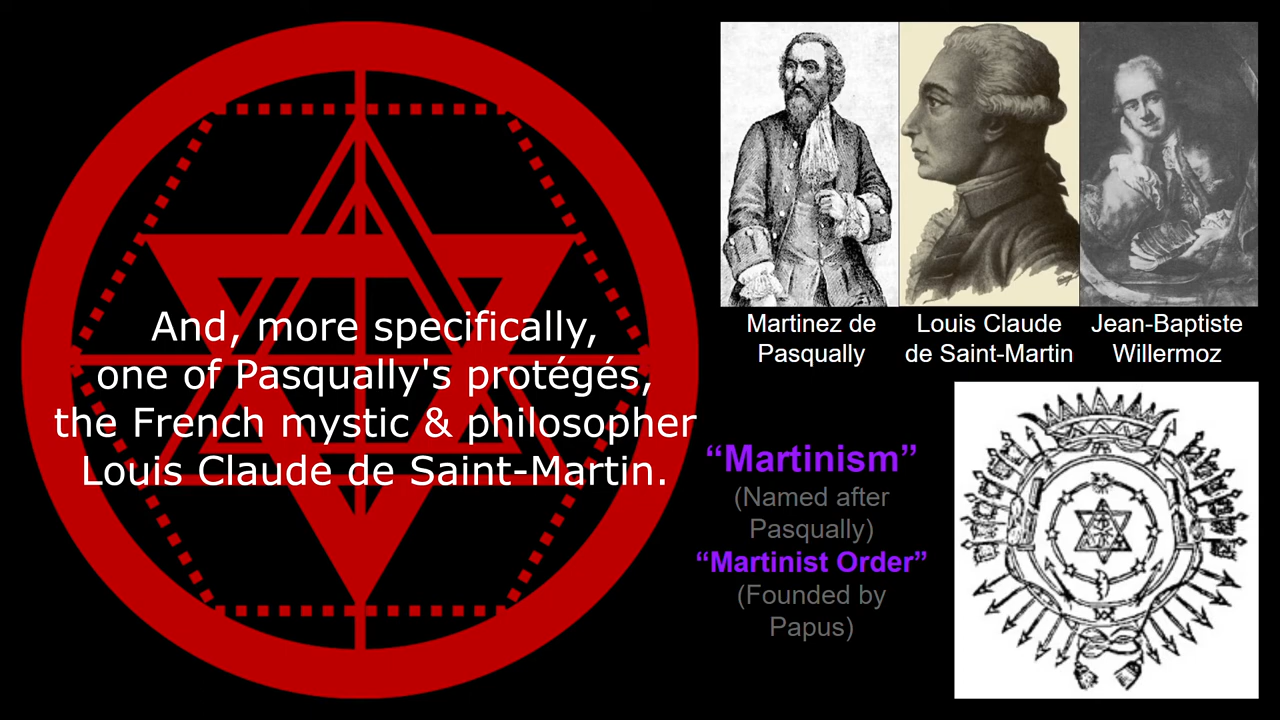 And, more specifically,
one of Pasqually's protégés,
the French mystic & philosopher
Louis Claude de Saint-Martin.
Martinez de
Pasqually
Louis Claude
de Saint-Martin
Jean-Baptiste
Willermoz
“Martinism”
(Named after
Pasqually)
“Martinist Order”
(Founded by
Papus)